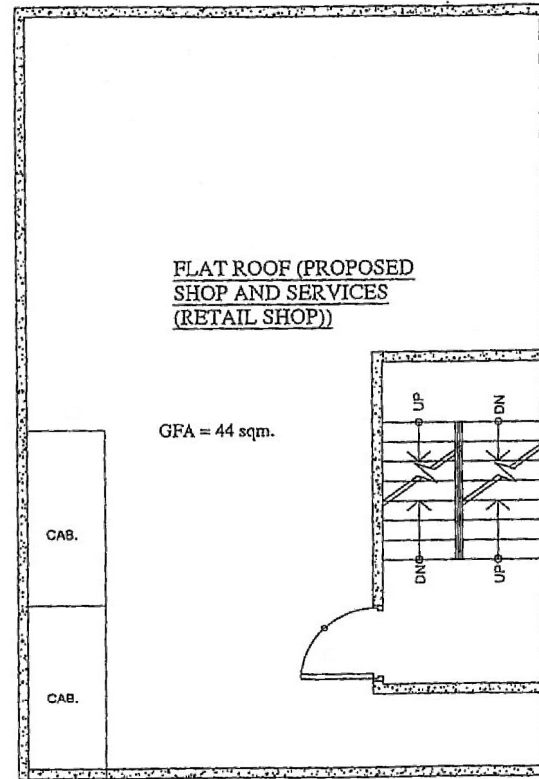 FLAT ROOF (PROPOSED
SHOP AND SERVICES
(RETAIL SHOP))
UP
DN
GFA = 44 sqm.
CAB.
DN
UP
CAB.